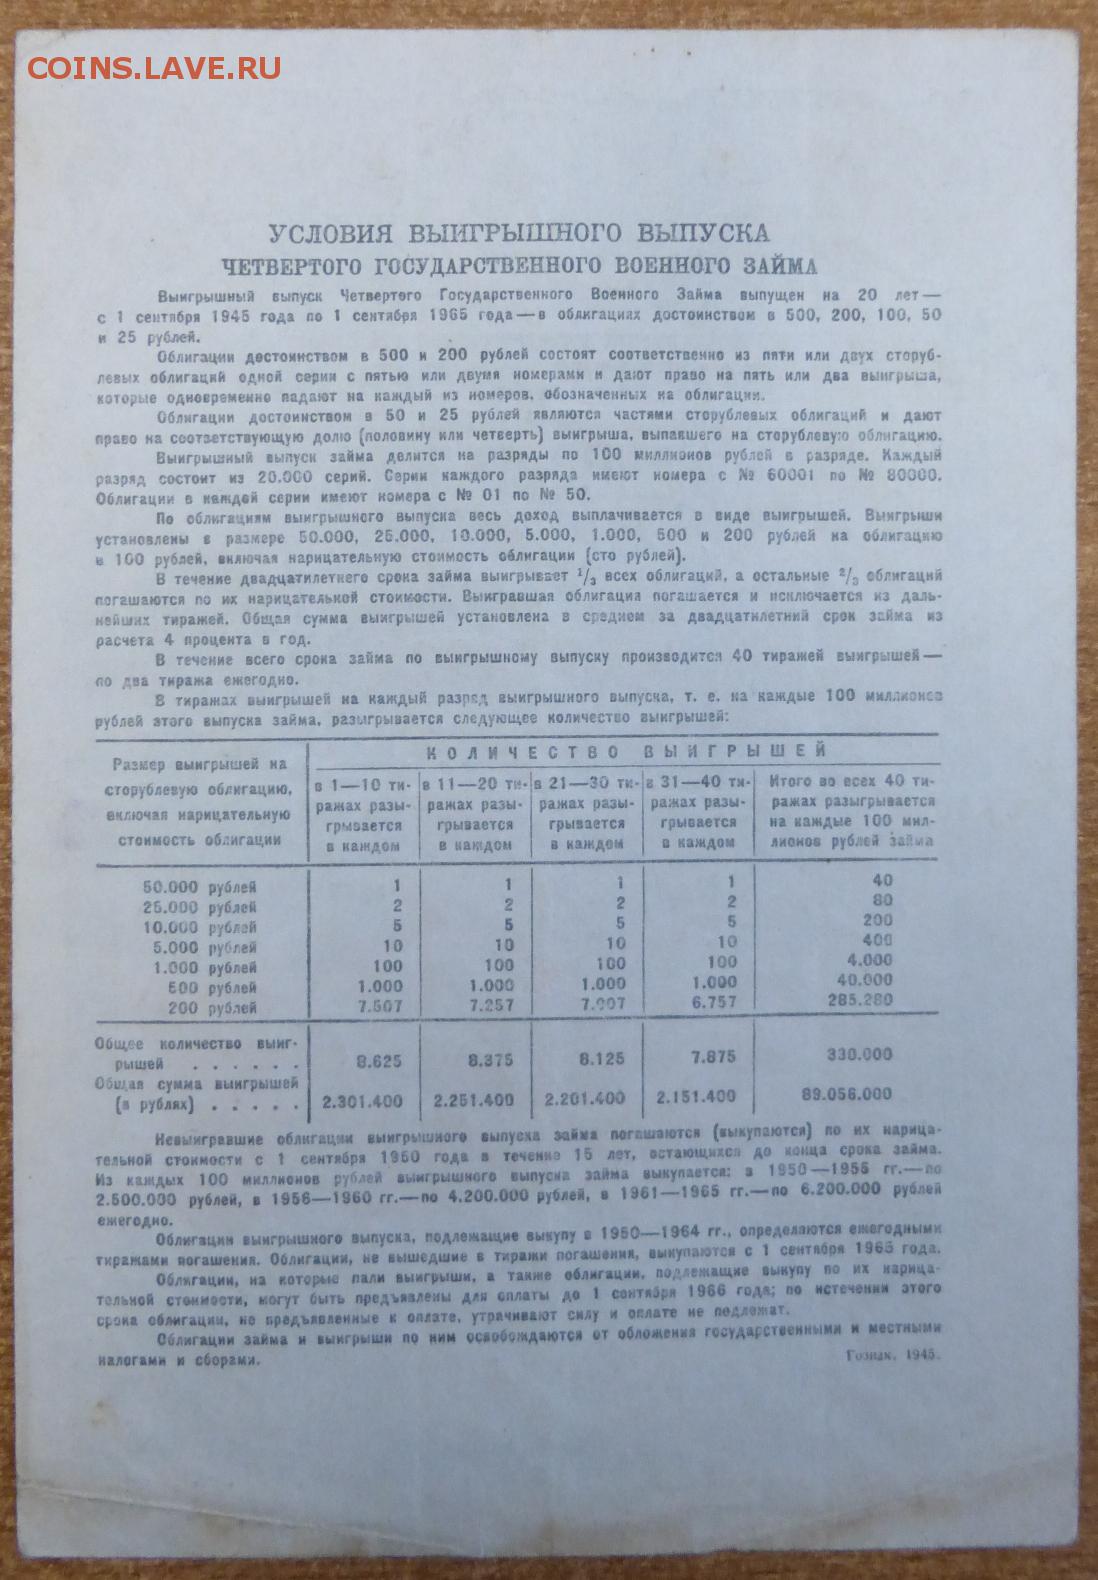 COINS.LAVE.RU
УСЛОВИЯ ВЫИГРЫШНОГО ВЫПУСКА
ЧЕТВЕРТОГО ГОСУДАРСТВЕННОГО ВОЕННОГО ЗАЙМА
Выигрышный выпуск Четвертого Государственного Военного Займа выпущен на 20 лет—
с 1 сентября 1945 года по 1 сентября 1965 года—в облигациях достоинством в 500, 200, 100, 50
и 25 рублей.
Облигации достоинством в 500 и 200 рублей состоят соответственно из пяти или двух сторуб-
левых облигаций одной серии с пятью или двумя номерами и дают право на пять или два выигрыша,
которые одновременно падают на каждый из номеров, обозначенных на облигации.
Облигации достоинством в 50 и 25 рублей являются частями сторублевых облигаций и дают
право на соответствующую долю (половину или четверть) выигрыша, выпавшего на сторублевую облигацию.
Выигрышный выпуск займа делится на разряды по 100 миллионов рублей в разряде. Каждый
разряд состоит из 20.000 серий. Серии каждого разряда имеют номера с № 60001 по № 80000.
Облигации в каждой серии имеют номера с № 01 по № 50.
По облигациям выигрышного выпуска весь доход выплачивается в виде выигрышей. Выигрыши
установлены в размере 50.000, 25.000, 10.000, 5.000, 1.000, 500 и 200 рублей на облигацию
в 100 рублей, включая нарицательную стоимость облигации (сто рублей).
В течение двадцатилетнего срока займа выигрывает 1/3 всех облигаций, а остальные 2/3 облигаций
погашаются по их нарицательной стоимости. Выигравшая облигация погашается и исключается из даль-
нейших тиражей. Общая сумма выигрышей установлена в среднем за двадцатилетний срок займа из
расчета 4 процента в год.
В течение всего срока займа по выигрышному выпуску производится 40 тиражей выигрышей—
по два тиража ежегодно.
В тиражах выигрышей на каждый разряд выигрышного выпуска, т. е. на каждые 100 миллионов
рублей этого выпуска займа, разыгрывается следующее количество выигрышей:
Размер выигрышей на сторублевую облигацию, включая нарицательную стоимость облигации
КОЛИЧЕСТВО ВЫИГРЫШЕЙ
в 1—10 ти- ражах разы- грывается в каждом
в 11—20 ти- ражах разы- грывается в каждом
в 21—30 ти- ражах разы- грывается в каждом
в 31—40 ти- ражах разы- грывается в каждом
Итого во всех 40 ти- ражах разыгрывается на каждые 100 мил- лионов рублей займа
50.000 рублей 1 1 1 1 40
25.000 рублей 2 2 2 2 80
10.000 рублей 5 5 5 5 200
5.000 рублей 10 10 10 10 400
1.000 рублей 100 100 100 100 4.000
500 рублей 1.000 1.000 1.000 1.000 40.000
200 рублей 7.507 7.257 7.007 6.757 285.280
Общее количество выиг-
рышей . . . . . . 8.625 8.375 8.125 7.875 330.000
Общая сумма выигрышей
(в рублях) . . . . . 2.301.400 2.251.400 2.201.400 2.151.400 89.056.000
Невыигравшие облигации выигрышного выпуска займа погашаются (выкупаются) по их нарица-
тельной стоимости с 1 сентября 1950 года в течение 15 лет, остающихся до конца срока займа.
Из каждых 100 миллионов рублей выигрышного выпуска займа выкупается: в 1950—1955 гг.—по
2.500.000 рублей, в 1956—1960 гг.—по 4.200.000 рублей, в 1961—1965 гг.—по 6.200.000 рублей
ежегодно.
Облигации выигрышного выпуска, подлежащие выкупу в 1950—1964 гг., определяются ежегодными
тиражами погашения. Облигации, не вышедшие в тиражи погашения, выкупаются с 1 сентября 1965 года.
Облигации, на которые пали выигрыши, а также облигации, подлежащие выкупу по их нарица-
тельной стоимости, могут быть предъявлены для оплаты до 1 сентября 1966 года; по истечении этого
срока облигации, не предъявленные к оплате, утрачивают силу и оплате не подлежат.
Облигации займа и выигрыши по ним освобождаются от обложения государственными и местными
налогами и сборами.
Гознак. 1945.